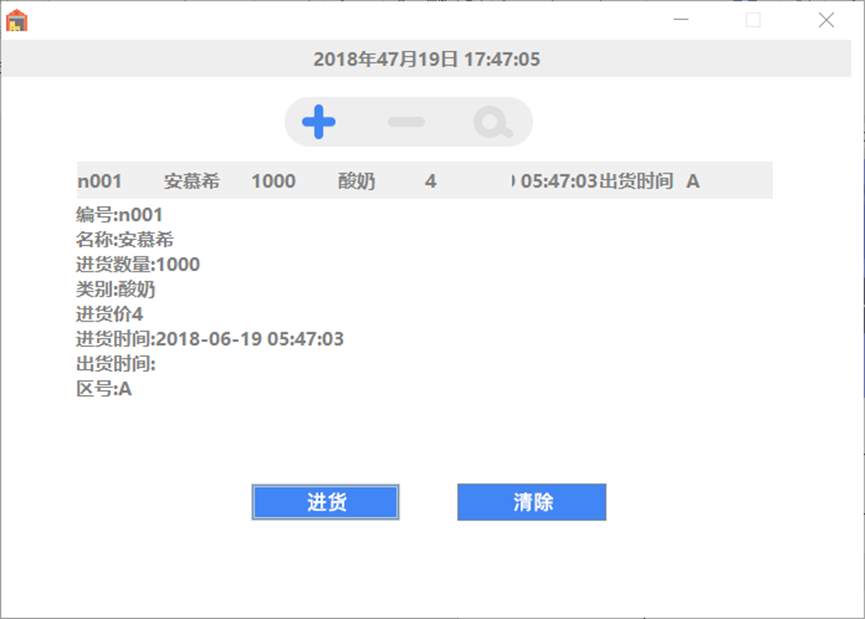 2018年47月19日 17:47:05
n001 安慕希 1000 酸奶 4 05:47:03 出货时间 A
编号:n001
名称:安慕希
进货数量:1000
类别:酸奶
进货价4
进货时间:2018-06-19 05:47:03
出货时间:
区号:A
进货 清除